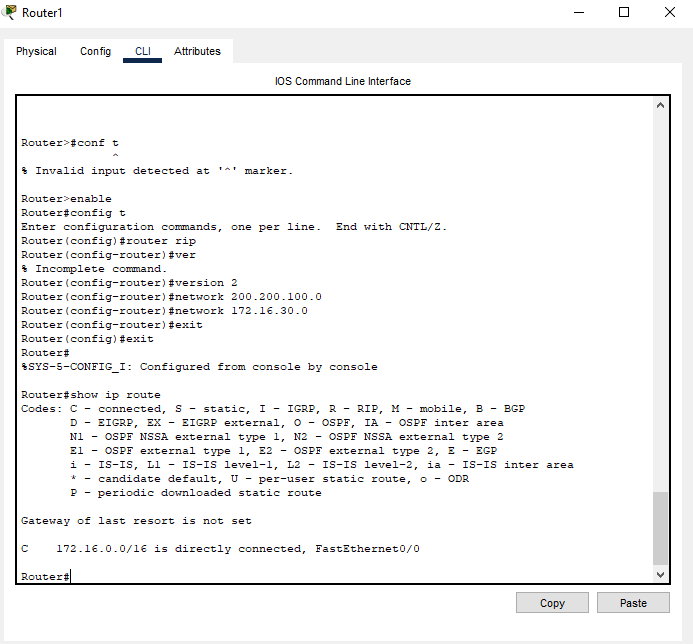 Router1
Physical Config CLI Attributes
IOS Command Line Interface
Router>#conf t
^
% Invalid input detected at '^' marker.
Router>enable
Router#config t
Enter configuration commands, one per line.  End with CNTL/Z.
Router(config)#router rip
Router(config-router)#ver
% Incomplete command.
Router(config-router)#version 2
Router(config-router)#network 200.200.100.0
Router(config-router)#network 172.16.30.0
Router(config-router)#exit
Router(config)#exit
Router#
%SYS-5-CONFIG_I: Configured from console by console
Router#show ip route
Codes: C - connected, S - static, I - IGRP, R - RIP, M - mobile, B - BGP
D - EIGRP, EX - EIGRP external, O - OSPF, IA - OSPF inter area
N1 - OSPF NSSA external type 1, N2 - OSPF NSSA external type 2
E1 - OSPF external type 1, E2 - OSPF external type 2, E - EGP
i - IS-IS, L1 - IS-IS level-1, L2 - IS-IS level-2, ia - IS-IS inter area
* - candidate default, U - per-user static route, o - ODR
P - periodic downloaded static route
Gateway of last resort is not set
C    172.16.0.0/16 is directly connected, FastEthernet0/0
Router#
Copy Paste